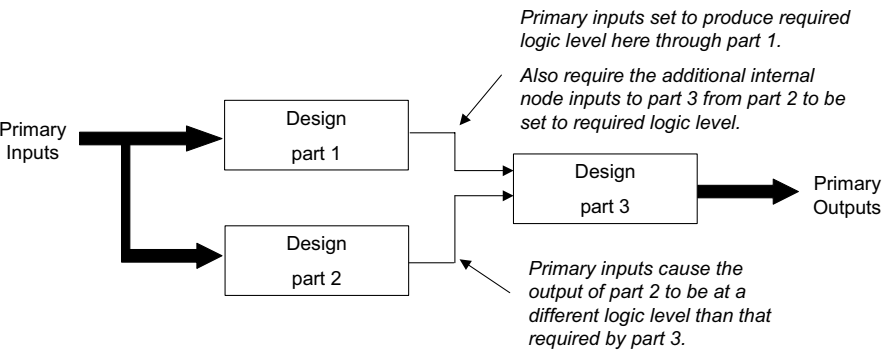 Primary inputs set to produce required
logic level here through part 1.
Also require the additional internal
node inputs to part 3 from part 2 to be
set to required logic level.
Primary
Inputs
Design
part 1
Design
part 3
Primary
Outputs
Design
part 2
Primary inputs cause the
output of part 2 to be at a
different logic level than that
required by part 3.